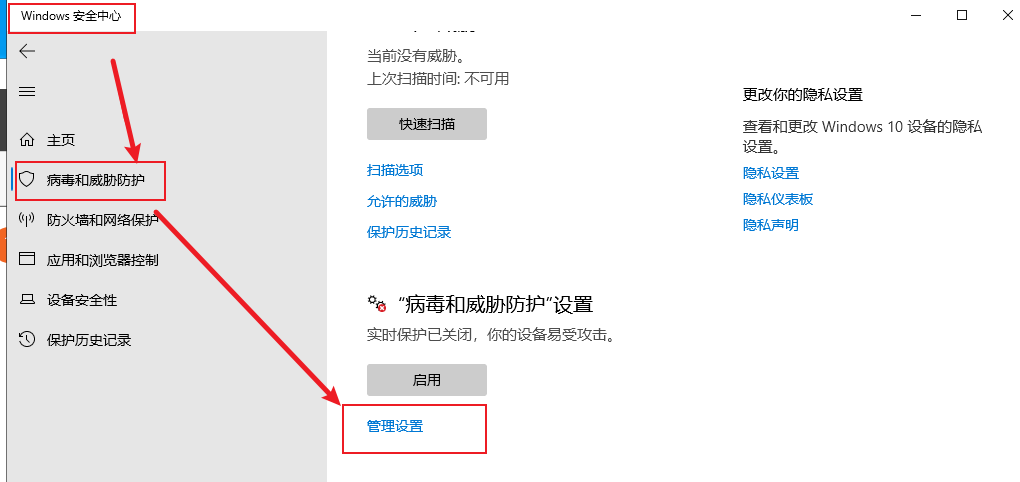 Windows 安全中心
主页
病毒和威胁防护
防火墙和网络保护
应用和浏览器控制
设备安全性
保护历史记录
当前没有威胁。
上次扫描时间: 不可用
快速扫描
扫描选项
允许的威胁
保护历史记录
“病毒和威胁防护”设置
实时保护已关闭，你的设备易受攻击。
启用
管理设置
更改你的隐私设置
查看和更改 Windows 10 设备的隐私
设置。
隐私设置
隐私仪表板
隐私声明